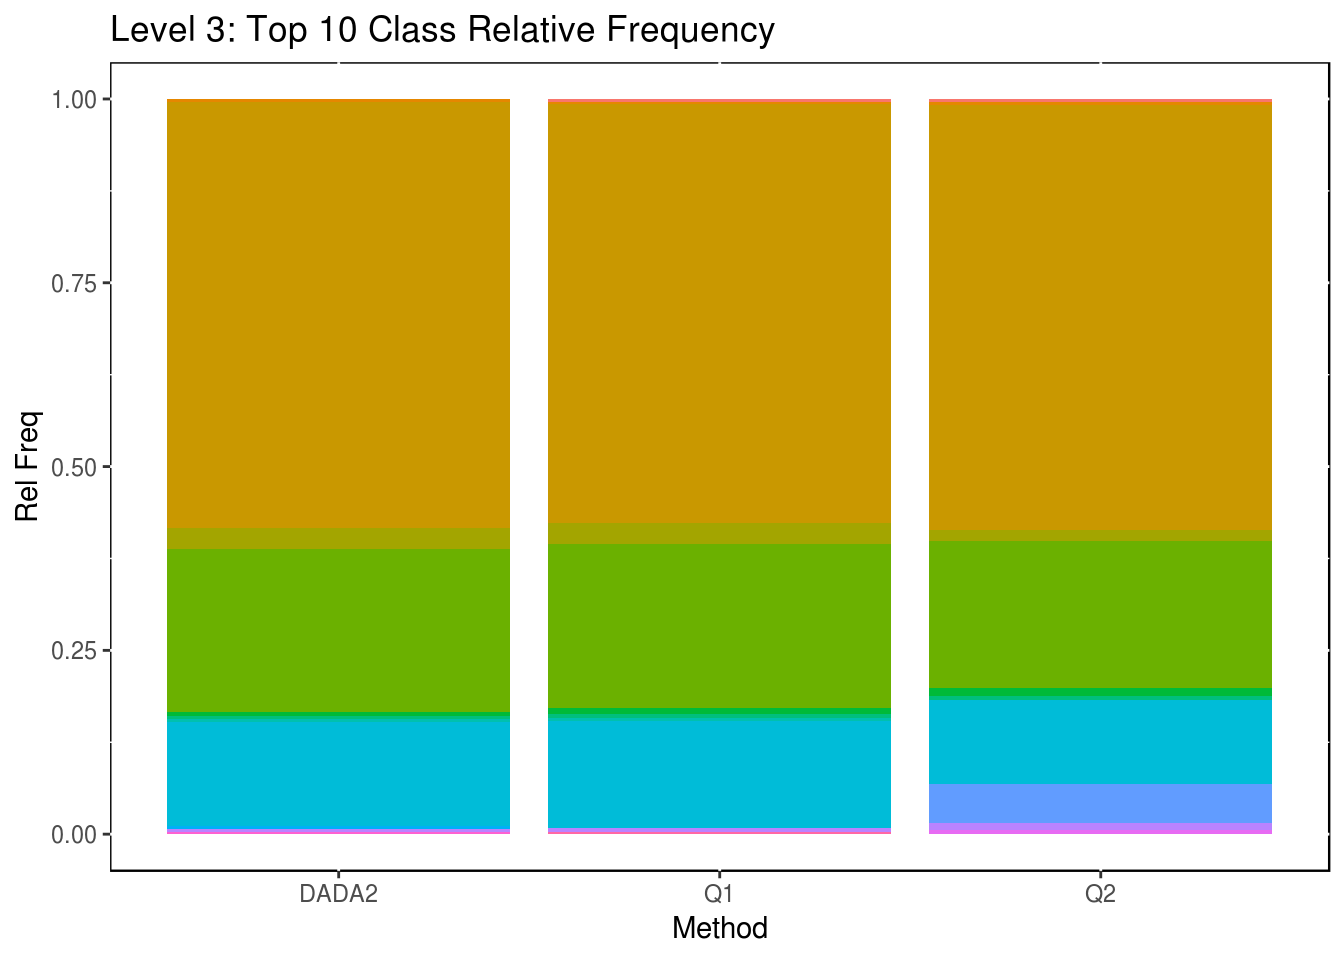 Level 3: Top 10 Class Relative Frequency
1.00
0.75
0.50
0.25
0.00
Rel Freq
DADA2
Q1
Q2
Method